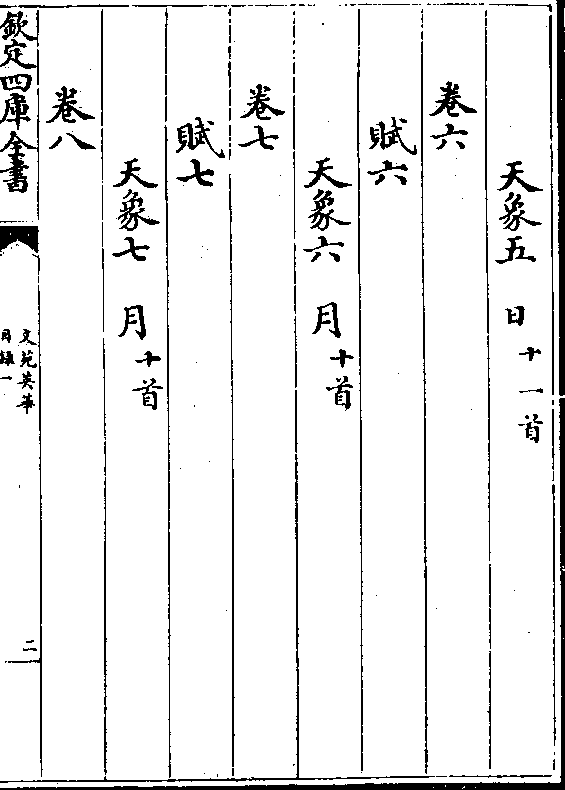 天象五　日十一首
卷六
賦六
天象六　月十首
卷七
賦七
天象七　月十首
卷八
欽定四庫全書
文苑英華
目録一
二